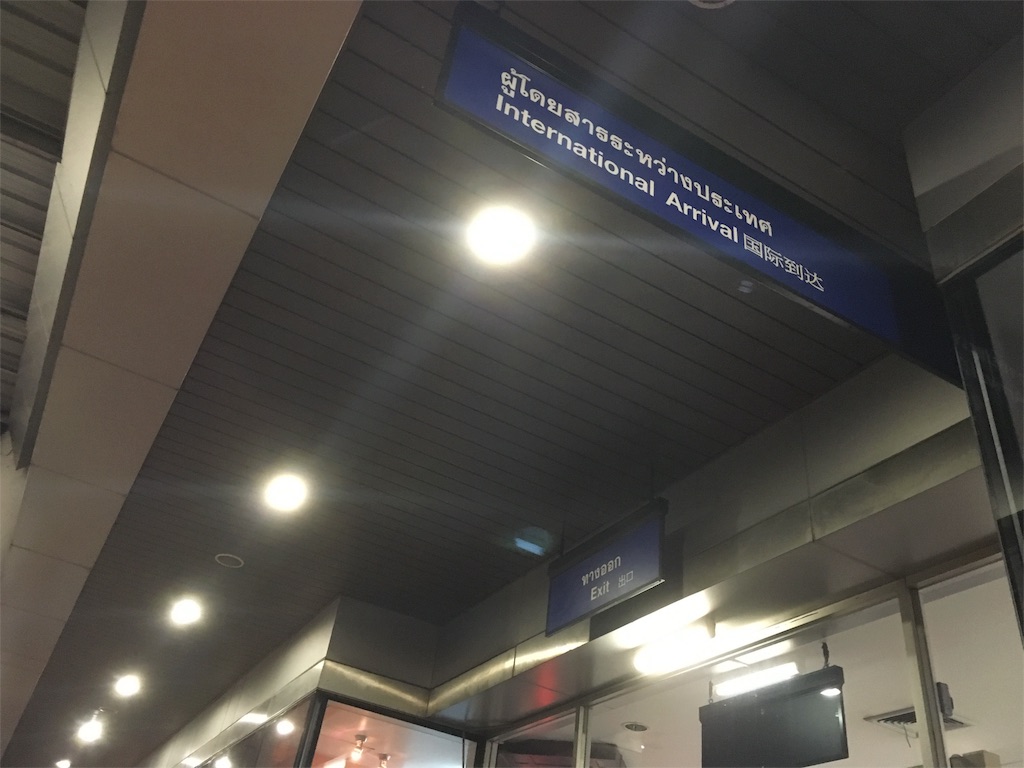 ผู้โดยสารระหว่างประเทศ
International Arrival 国际到达
ทางออก
Exit 出口